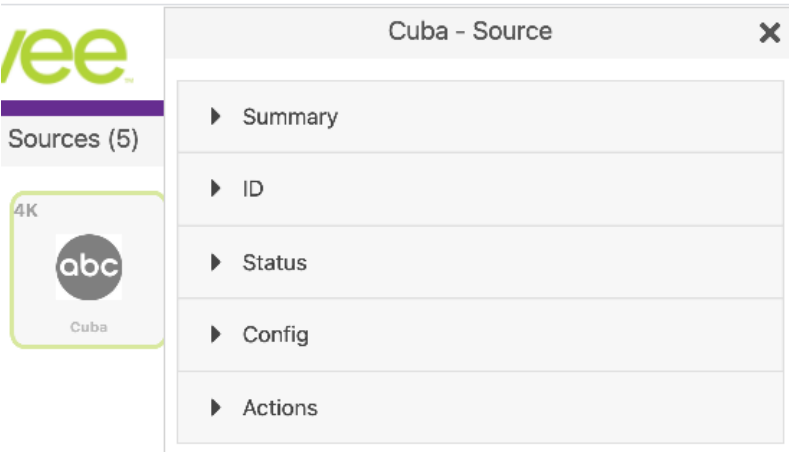 Cuba - Source
vee
Sources (5)
4K
abc
Cuba
Summary
ID
Status
Config
Actions